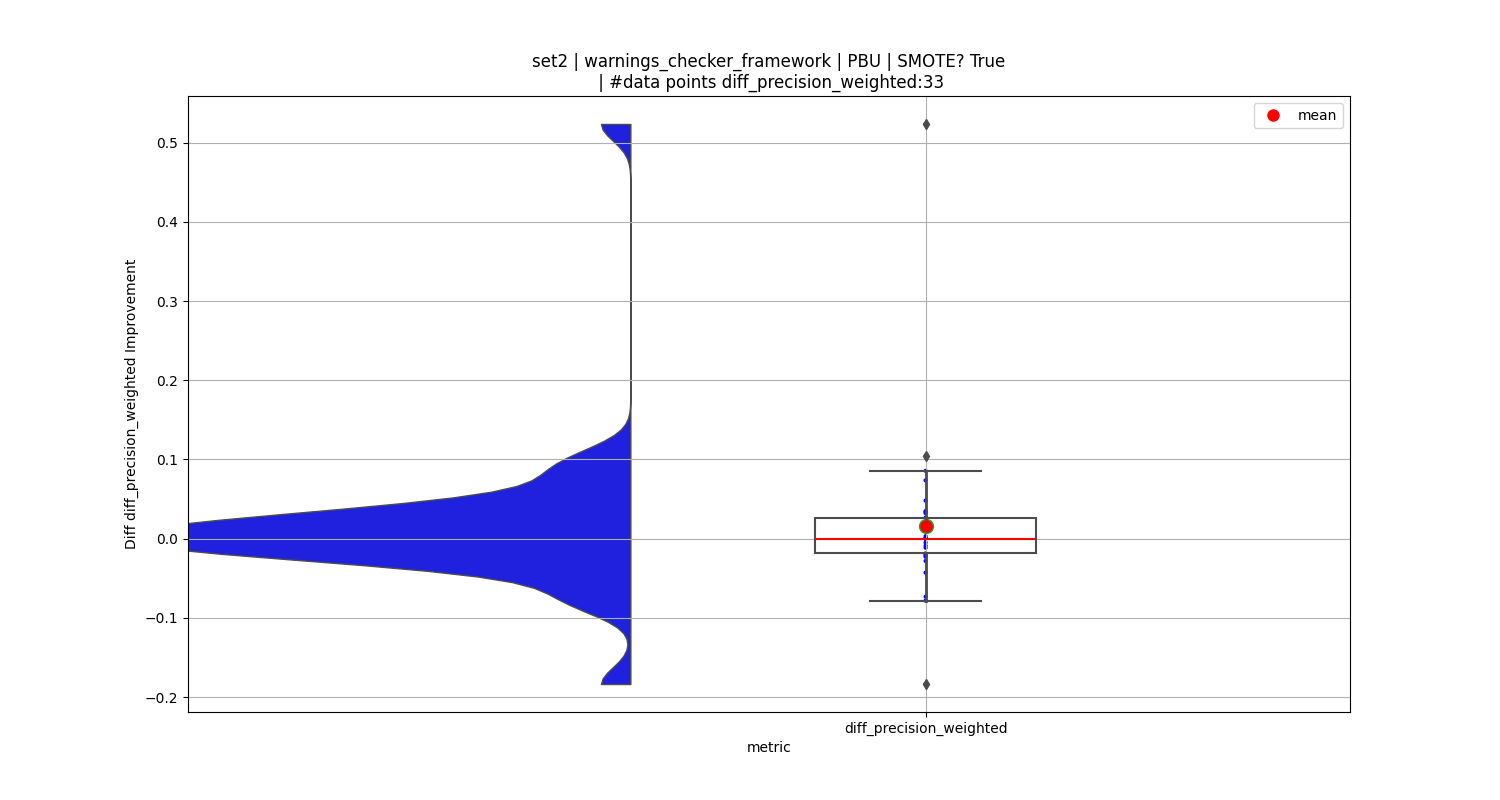 set2 | warnings_checker_framework | PBU | SMOTE? True
| #data points diff_precision_weighted:33
mean
0.5
0.4
0.3
0.2
0.1
0.0
−0.1
−0.2
Diff diff_precision_weighted Improvement
diff_precision_weighted
metric